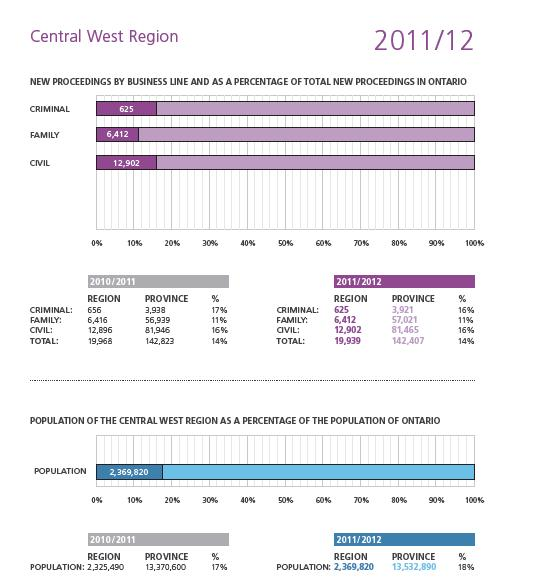 Central West Region
2011/12
NEW PROCEEDINGS BY BUSINESS LINE AND AS A PERCENTAGE OF TOTAL NEW PROCEEDINGS IN ONTARIO
CRIMINAL 625
FAMILY 6,412
CIVIL 12,902
0% 10% 20% 30% 40% 50% 60% 70% 80% 90% 100%
2010/2011
REGION PROVINCE %
CRIMINAL: 656 3,938 17%
FAMILY: 6,416 56,939 11%
CIVIL: 12,896 81,946 16%
TOTAL: 19,968 142,823 14%
2011/2012
REGION PROVINCE %
CRIMINAL: 625 3,921 16%
FAMILY: 6,412 57,021 11%
CIVIL: 12,902 81,465 16%
TOTAL: 19,939 142,407 14%
POPULATION OF THE CENTRAL WEST REGION AS A PERCENTAGE OF THE POPULATION OF ONTARIO
POPULATION 2,369,820
0% 10% 20% 30% 40% 50% 60% 70% 80% 90% 100%
2010/2011
REGION PROVINCE %
POPULATION: 2,325,490 13,370,600 17%
2011/2012
REGION PROVINCE %
POPULATION: 2,369,820 13,532,890 18%